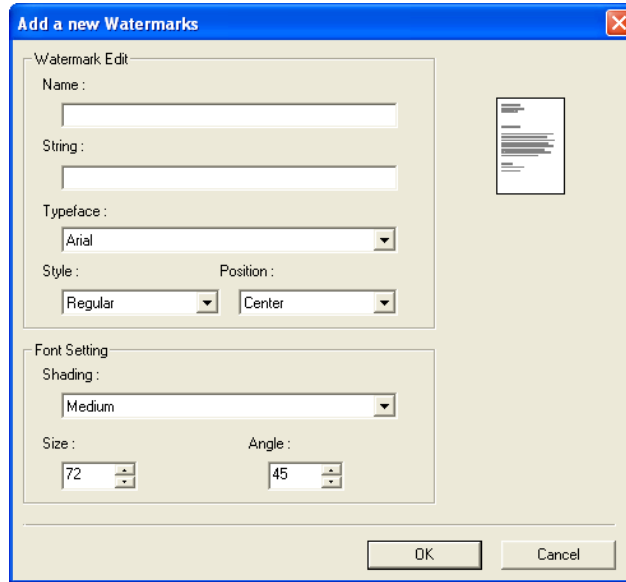 Add a new Watermarks
Watermark Edit
Name :
String :
Typeface :
Arial
Style :
Position :
Regular
Center
Font Setting
Shading :
Medium
Size :
Angle :
72
45
OK
Cancel